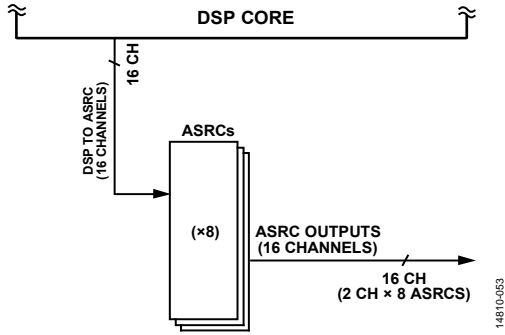 DSP CORE
16 CH
DSP TO ASRC
(16 CHANNELS)
ASRCs
(×8)
ASRC OUTPUTS
(16 CHANNELS)
16 CH
(2 CH × 8 ASRCS)
14810-053